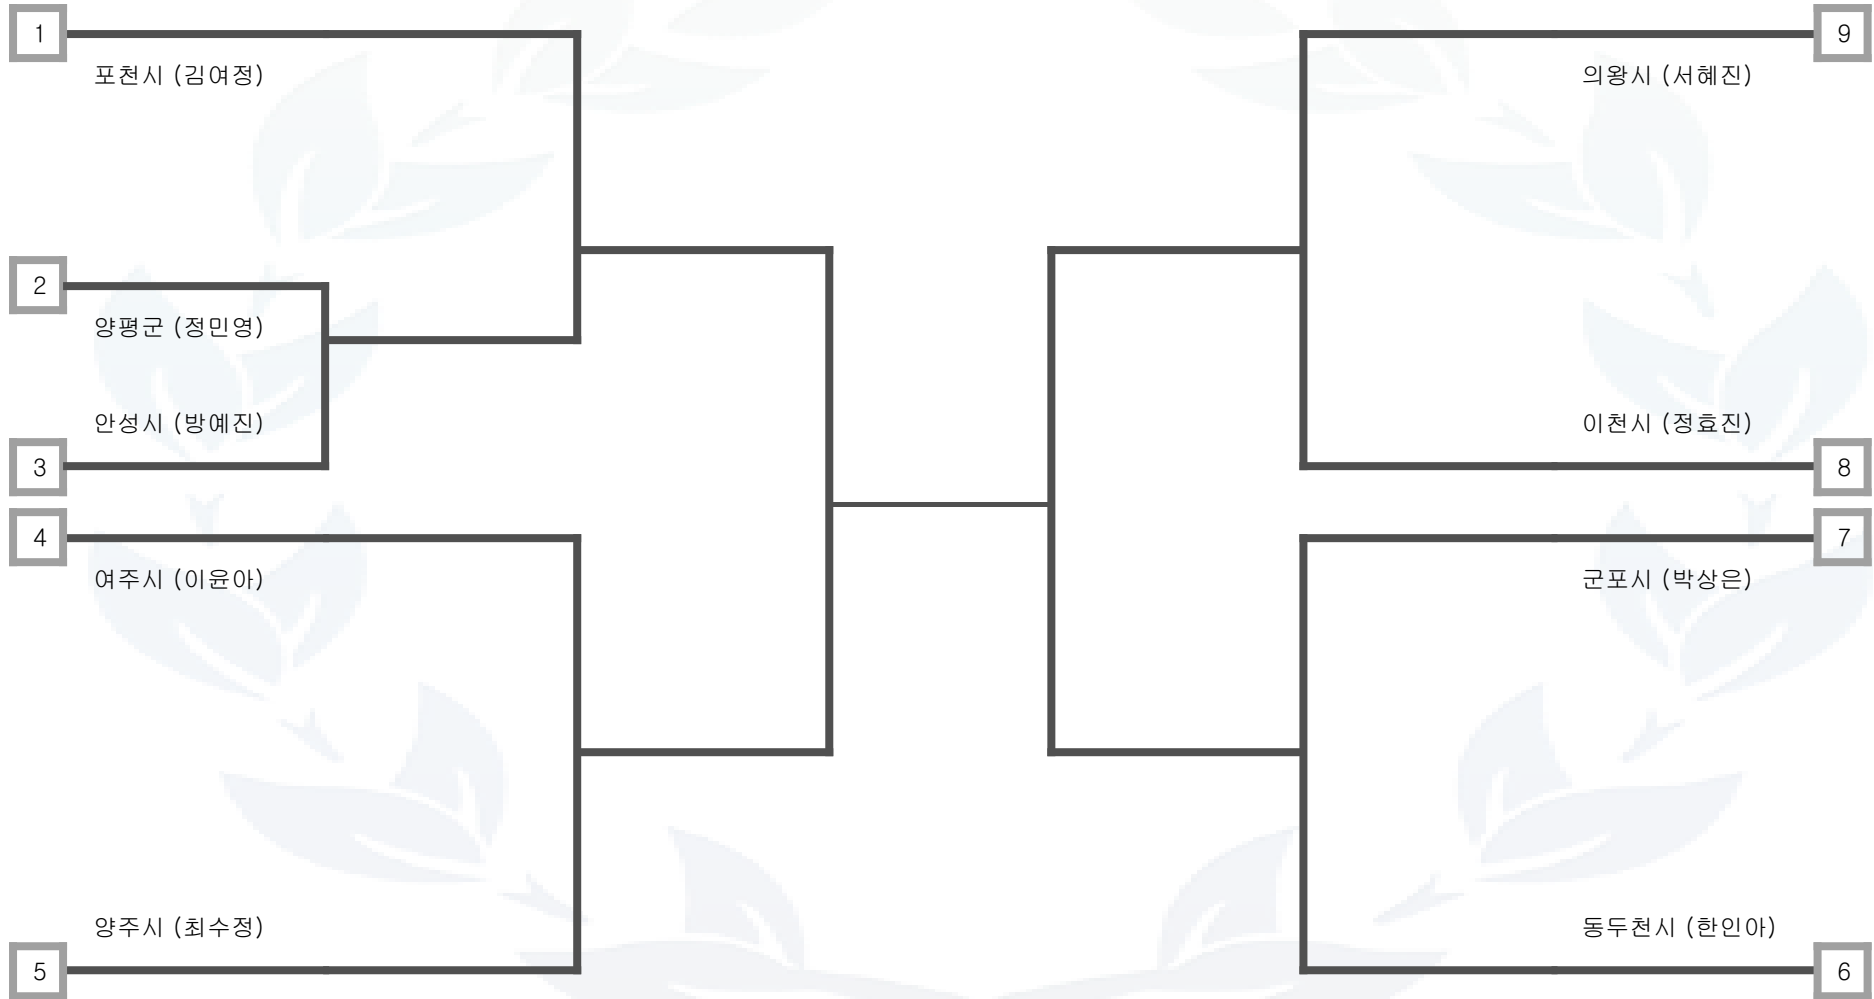 1
포천시 (김여정)
2
양평군 (정민영)
안성시 (방예진)
3
4
여주시 (이윤아)
양주시 (최수정)
5
9
의왕시 (서혜진)
이천시 (정효진)
8
7
군포시 (박상은)
동두천시 (한인아)
6